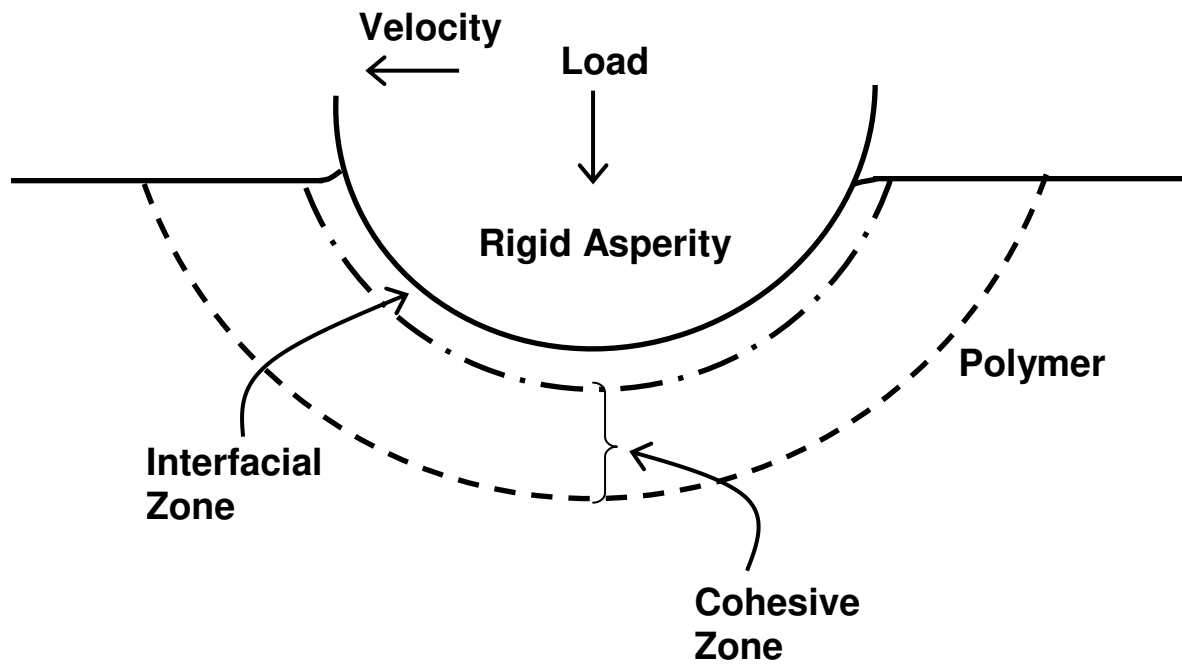 Velocity
Load
Rigid Asperity
Polymer
Interfacial
Zone
Cohesive
Zone